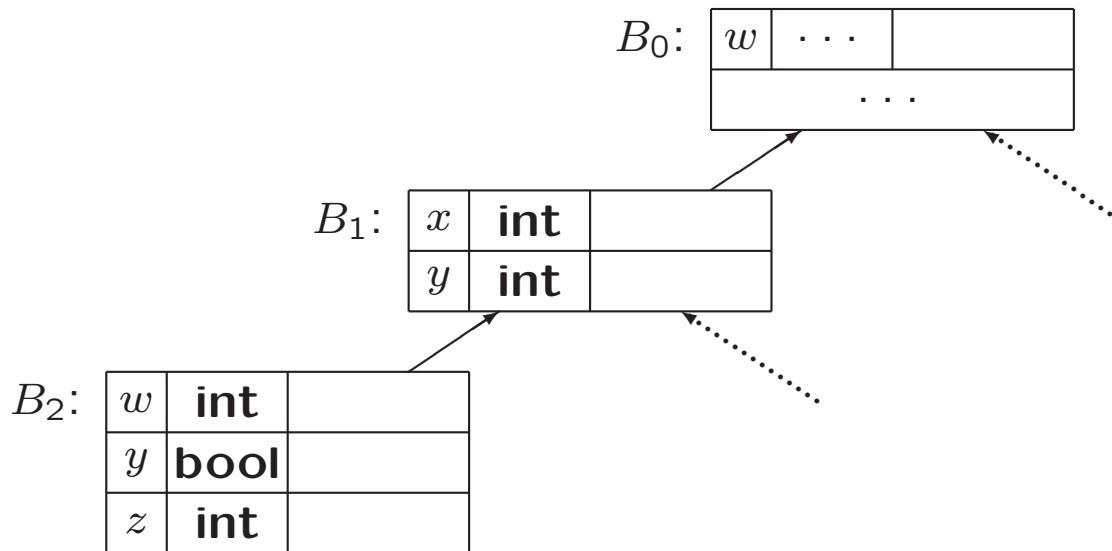 B₀: w · · ·
· · ·
B₁: x int
y int
B₂: w int
y bool
z int